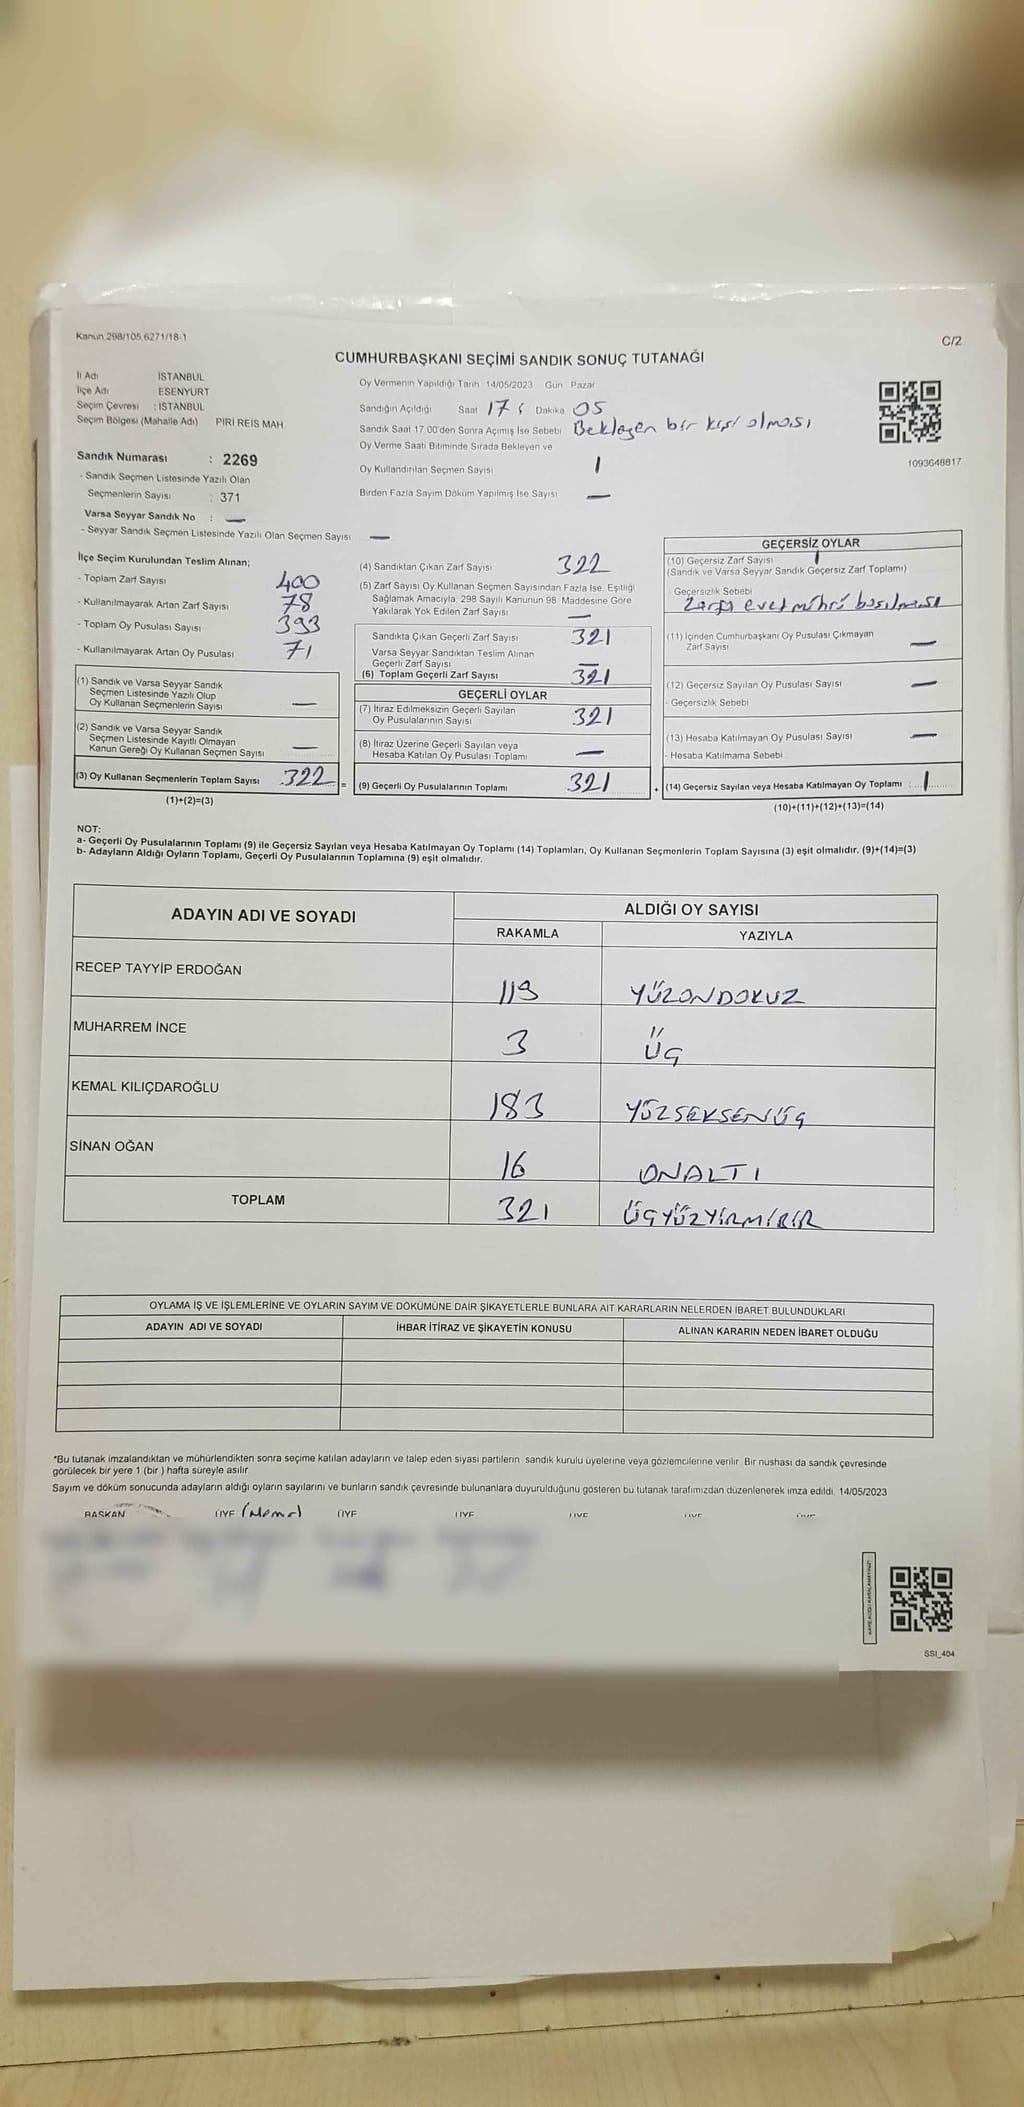 Kanun.298/105,6271/18-1
C/2
CUMHURBAŞKANI SEÇİMİ SANDIK SONUÇ TUTANAĞI
İl Adı İSTANBUL
İlçe Adı ESENYURT
Seçim Çevresi : İSTANBUL
Seçim Bölgesi (Mahalle Adı) PIRI REIS MAH
Sandık Numarası : 2269
- Sandık Seçmen Listesinde Yazılı Olan
Seçmenlerin Sayısı : 371
Varsa Seyyar Sandık No : —
- Seyyar Sandık Seçmen Listesinde Yazılı Olan Seçmen Sayısı —
Oy Vermenin Yapıldığı Tarih 14/05/2023 Gün Pazar
Sandığın Açıldığı Saat 17 : Dakika 05
Sandık Saat 17.00'den Sonra Açımış İse Sebebi Bekleyen bir kişi olması
Oy Verme Saati Bitiminde Sırada Bekleyen ve
Oy Kullandırılan Seçmen Sayısı 1
Birden Fazla Sayım Döküm Yapılmış İse Sayısı —
1093648817
İlçe Seçim Kurulundan Teslim Alınan;
- Toplam Zarf Sayısı 400
- Kullanılmayarak Artan Zarf Sayısı 78
- Toplam Oy Pusulası Sayısı 393
- Kullanılmayarak Artan Oy Pusulası 71
(1) Sandık ve Varsa Seyyar Sandık
Seçmen Listesinde Yazılı Olup
Oy Kullanan Seçmenlerin Sayısı —
(2) Sandık ve Varsa Seyyar Sandık
Seçmen Listesinde Kayıtlı Olmayan
Kanun Gereği Oy Kullanan Seçmen Sayısı —
(3) Oy Kullanan Seçmenlerin Toplam Sayısı 322 =
(1)+(2)=(3)
(4) Sandıktan Çıkan Zarf Sayısı 322
(5) Zarf Sayısı Oy Kullanan Seçmen Sayısından Fazla İse, Eşitliği
Sağlamak Amacıyla; 298 Sayılı Kanunun 98. Maddesine Göre
Yakılarak Yok Edilen Zarf Sayısı —
Sandıkta Çıkan Geçerli Zarf Sayısı 321
Varsa Seyyar Sandıktan Teslim Alınan
Geçerli Zarf Sayısı —
(6) Toplam Geçerli Zarf Sayısı 321
GEÇERLİ OYLAR
(7) İtiraz Edilmeksizin Geçerli Sayılan
Oy Pusulalarının Sayısı 321
(8) İtiraz Üzerine Geçerli Sayılan veya
Hesaba Katılan Oy Pusulası Toplamı —
(9) Geçerli Oy Pusulalarının Toplamı 321 +
GEÇERSİZ OYLAR
(10) Geçersiz Zarf Sayısı 1
(Sandık ve Varsa Seyyar Sandık Geçersiz Zarf Toplamı)
- Geçersizlik Sebebi
Zarfa evet mührü basılması
(11) İçinden Cumhurbaşkanı Oy Pusulası Çıkmayan
Zarf Sayısı —
(12) Geçersiz Sayılan Oy Pusulası Sayısı —
- Geçersizlik Sebebi
(13) Hesaba Katılmayan Oy Pusulası Sayısı —
- Hesaba Katılmama Sebebi
(14) Geçersiz Sayılan veya Hesaba Katılmayan Oy Toplamı : 1
(10)+(11)+(12)+(13)=(14)
NOT:
a- Geçerli Oy Pusulalarının Toplamı (9) ile Geçersiz Sayılan veya Hesaba Katılmayan Oy Toplamı (14) Toplamları, Oy Kullanan Seçmenlerin Toplam Sayısına (3) eşit olmalıdır. (9)+(14)=(3)
b- Adayların Aldığı Oyların Toplamı, Geçerli Oy Pusulalarının Toplamına (9) eşit olmalıdır.
ADAYIN ADI VE SOYADI ALDIĞI OY SAYISI
RAKAMLA YAZIYLA
RECEP TAYYİP ERDOĞAN 119 YÜZONDOKUZ
MUHARREM İNCE 3 ÜÇ
KEMAL KILIÇDAROĞLU 183 YÜZSEKSENÜÇ
SİNAN OĞAN 16 ONALTI
TOPLAM 321 ÜÇYÜZYİRMİBİR
OYLAMA İŞ VE İŞLEMLERİNE VE OYLARIN SAYIM VE DÖKÜMÜNE DAİR ŞİKAYETLERLE BUNLARA AİT KARARLARIN NELERDEN İBARET BULUNDUKLARI
ADAYIN ADI VE SOYADI İHBAR İTİRAZ VE ŞİKAYETİN KONUSU ALINAN KARARIN NEDEN İBARET OLDUĞU
*Bu tutanak imzalandıktan ve mühürlendikten sonra seçime katılan adayların ve talep eden siyasi partilerin sandık kurulu üyelerine veya gözlemcilerine verilir. Bir nushası da sandık çevresinde
görülecek bir yere 1 (bir ) hafta süreyle asılır.
Sayım ve döküm sonucunda adayların aldığı oyların sayılarını ve bunların sandık çevresinde bulunanlara duyurulduğunu gösteren bu tutanak tarafımızdan düzenlenerek imza edildi. 14/05/2023
BAŞKAN ÜYE ÜYE ÜYE ÜYE ÜYE ÜYE
SSI_404